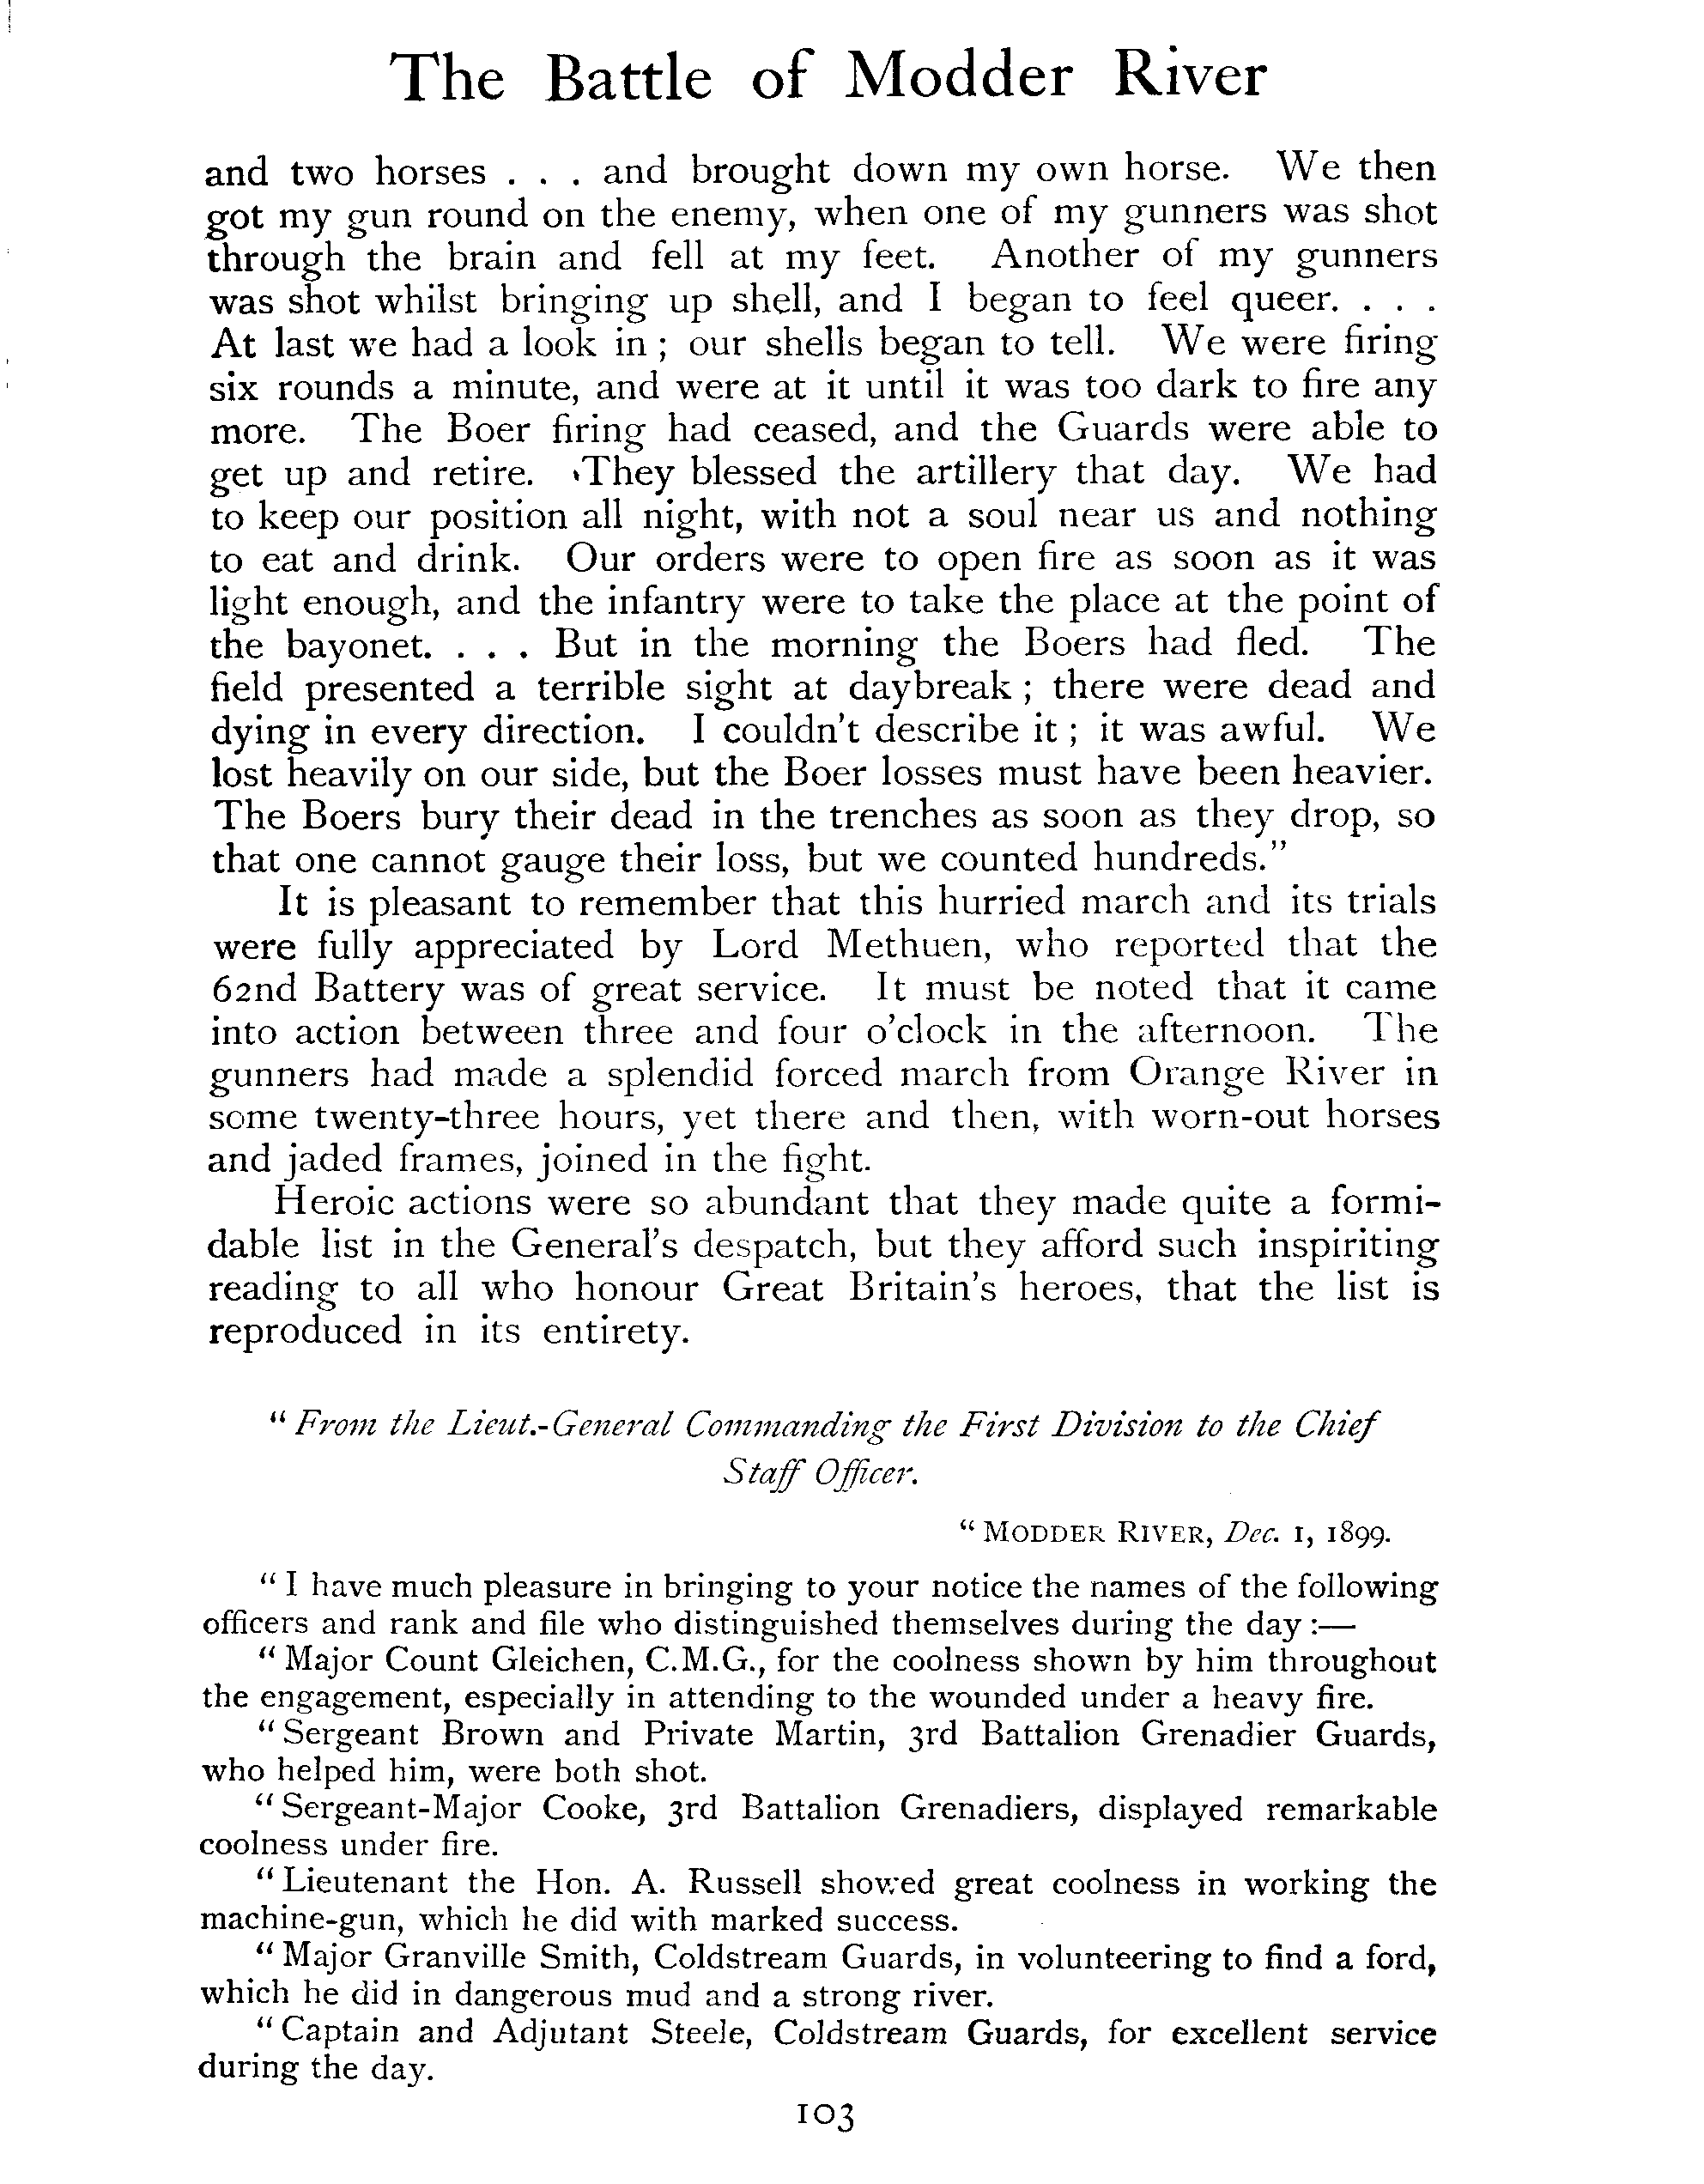 The Battle of Modder River
and two horses . . . and brought down my own horse. We then
got my gun round on the enemy, when one of my gunners was shot
through the brain and fell at my feet. Another of my gunners
was shot whilst bringing up shell, and I began to feel queer. . . .
At last we had a look in ; our shells began to tell. We were firing
six rounds a minute, and were at it until it was too dark to fire any
more. The Boer firing had ceased, and the Guards were able to
get up and retire. They blessed the artillery that day. We had
to keep our position all night, with not a soul near us and nothing
to eat and drink. Our orders were to open fire as soon as it was
light enough, and the infantry were to take the place at the point of
the bayonet. . . . But in the morning the Boers had fled. The
field presented a terrible sight at daybreak ; there were dead and
dying in every direction. I couldn't describe it ; it was awful. We
lost heavily on our side, but the Boer losses must have been heavier.
The Boers bury their dead in the trenches as soon as they drop, so
that one cannot gauge their loss, but we counted hundreds."
It is pleasant to remember that this hurried march and its trials
were fully appreciated by Lord Methuen, who reported that the
62nd Battery was of great service. It must be noted that it came
into action between three and four o'clock in the afternoon. The
gunners had made a splendid forced march from Orange River in
some twenty-three hours, yet there and then, with worn-out horses
and jaded frames, joined in the fight.
Heroic actions were so abundant that they made quite a formi-
dable list in the General's despatch, but they afford such inspiriting
reading to all who honour Great Britain's heroes, that the list is
reproduced in its entirety.
" From the Lieut.-General Commanding the First Division to the Chief
Staff Officer.
" MODDER RIVER, Dec. 1, 1899.
" I have much pleasure in bringing to your notice the names of the following
officers and rank and file who distinguished themselves during the day :—
" Major Count Gleichen, C.M.G., for the coolness shown by him throughout
the engagement, especially in attending to the wounded under a heavy fire.
" Sergeant Brown and Private Martin, 3rd Battalion Grenadier Guards,
who helped him, were both shot.
" Sergeant-Major Cooke, 3rd Battalion Grenadiers, displayed remarkable
coolness under fire.
" Lieutenant the Hon. A. Russell showed great coolness in working the
machine-gun, which he did with marked success.
" Major Granville Smith, Coldstream Guards, in volunteering to find a ford,
which he did in dangerous mud and a strong river.
" Captain and Adjutant Steele, Coldstream Guards, for excellent service
during the day.
103